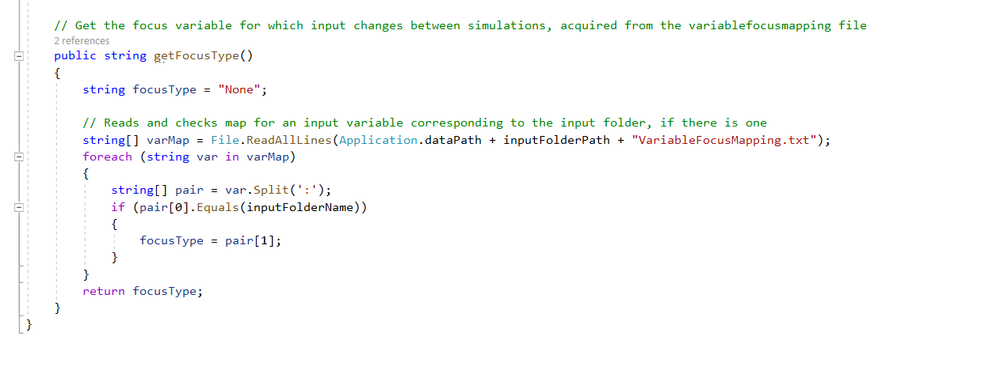 // Get the focus variable for which input changes between simulations, acquired from the variablefocusmapping file
2 references
public string getFocusType()
{
string focusType = "None";
// Reads and checks map for an input variable corresponding to the input folder, if there is one
string[] varMap = File.ReadAllLines(Application.dataPath + inputFolderPath + "VariableFocusMapping.txt");
foreach (string var in varMap)
{
string[] pair = var.Split(':');
if (pair[0].Equals(inputFolderName))
{
focusType = pair[1];
}
}
return focusType;
}
}